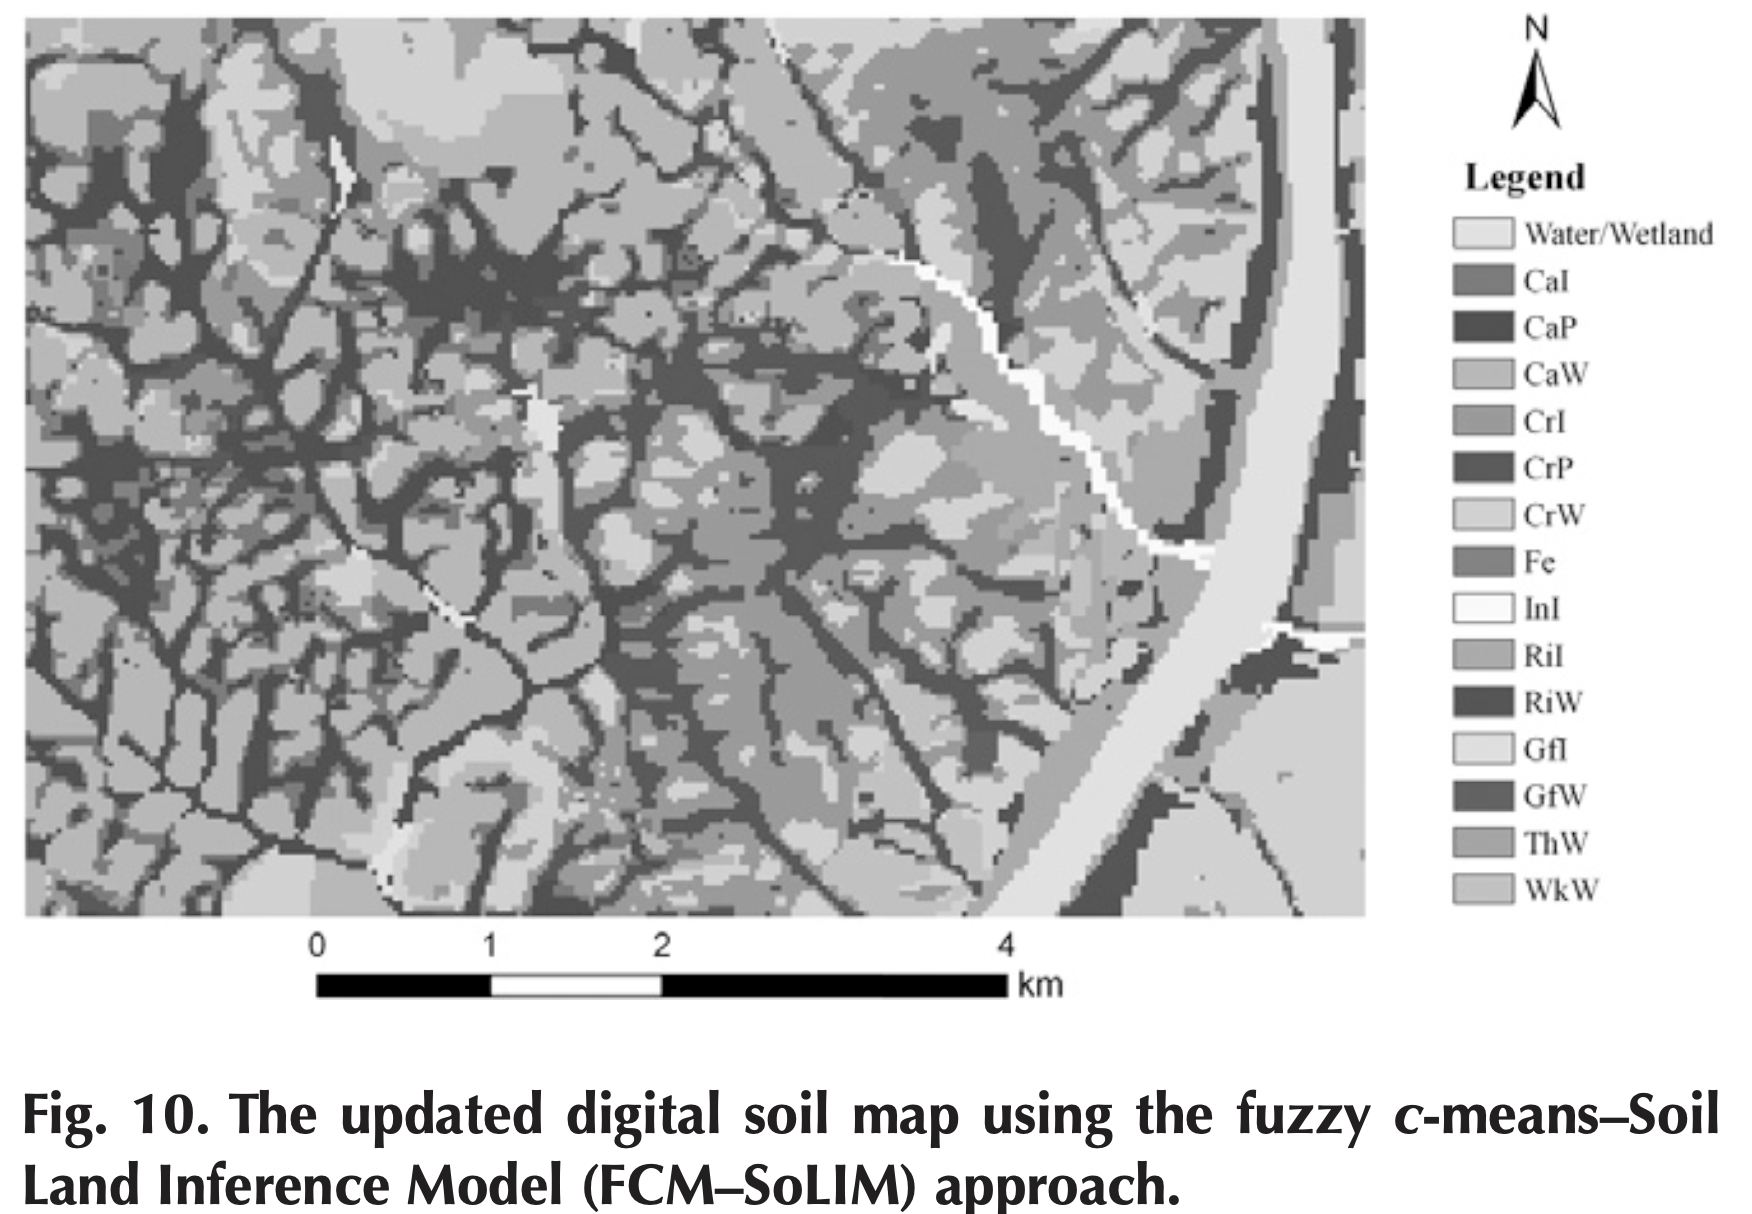 N
Legend
Water/Wetland
CaI
CaP
CaW
CrI
CrP
CrW
Fe
InI
RiI
RiW
GfI
GfW
ThW
WkW
0 1 2 4
km
Fig. 10. The updated digital soil map using the fuzzy c-means–Soil
Land Inference Model (FCM–SoLIM) approach.